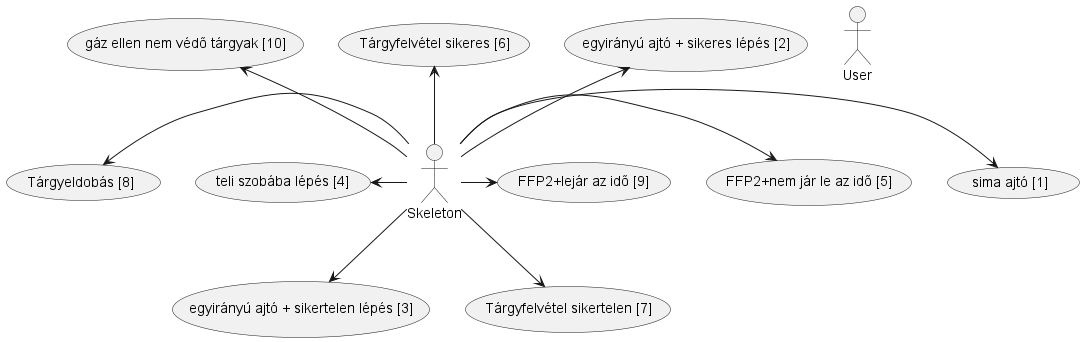 gáz ellen nem védő tárgyak [10]
Tárgyfelvétel sikeres [6]
egyirányú ajtó + sikeres lépés [2]
User
Tárgyeldobás [8]
teli szobába lépés [4]
Skeleton
FFP2+lejár az idő [9]
FFP2+nem jár le az idő [5]
sima ajtó [1]
egyirányú ajtó + sikertelen lépés [3]
Tárgyfelvétel sikertelen [7]